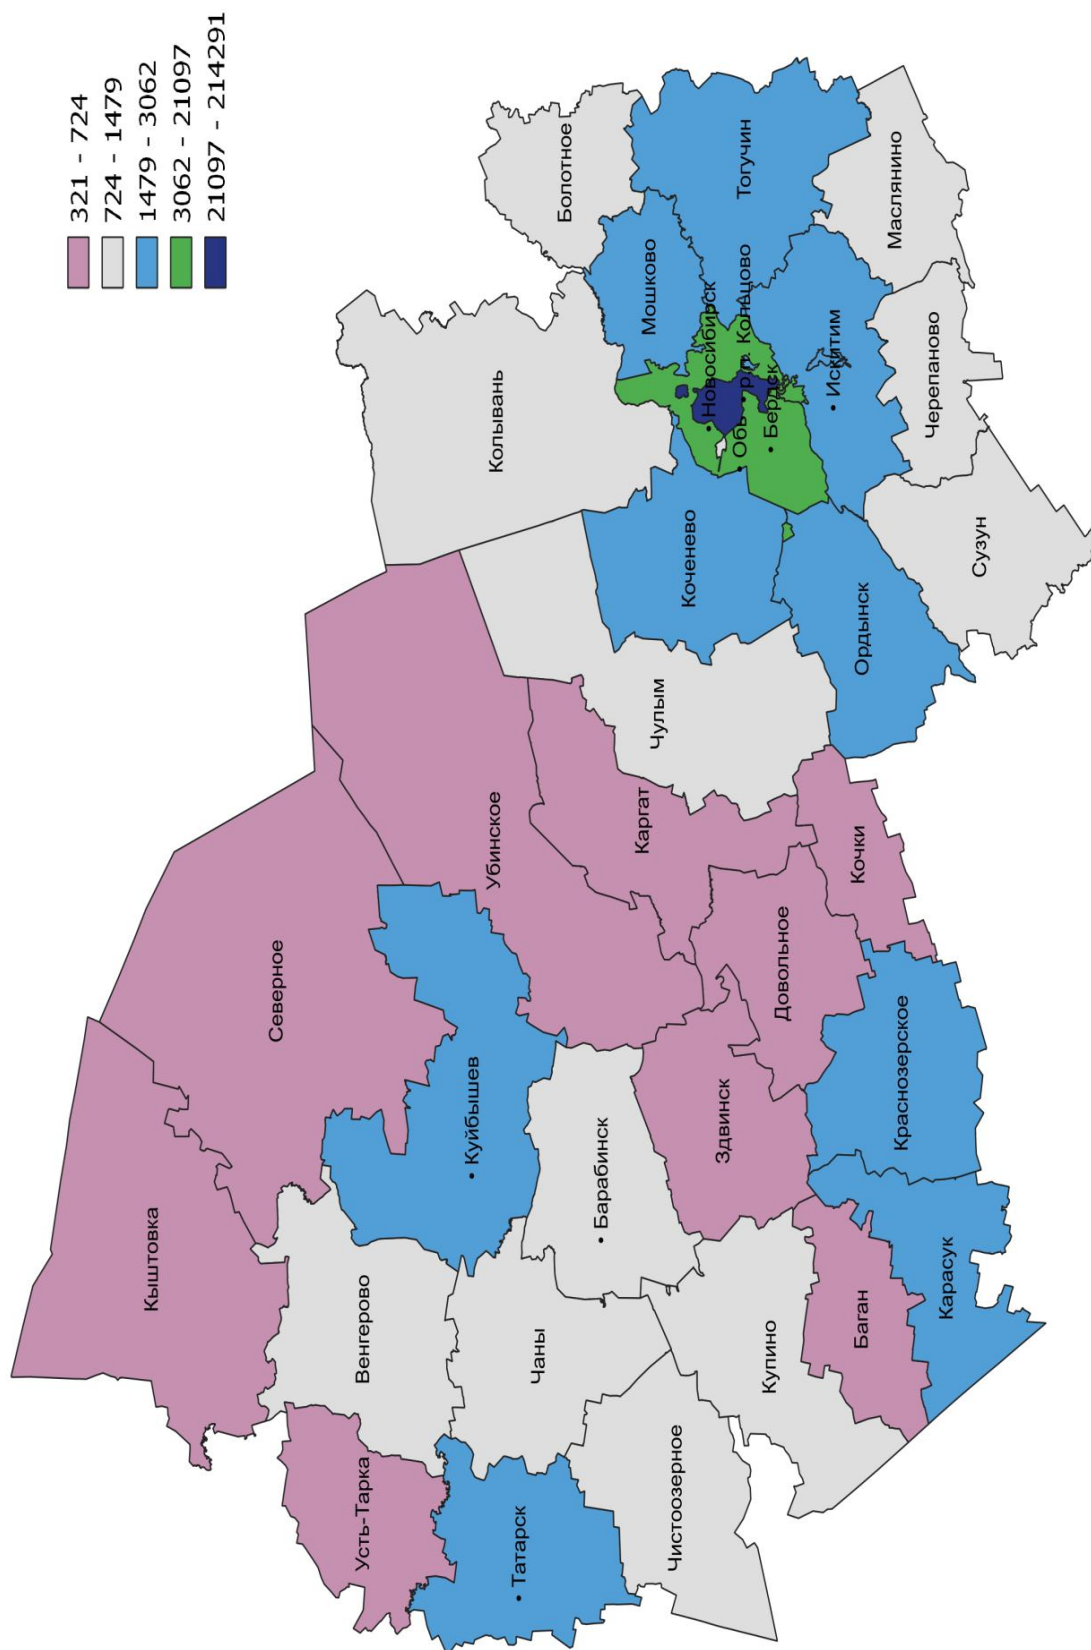 321 - 724
724 - 1479
1479 - 3062
3062 - 21097
21097 - 214291
Кыштовка
Северное
Усть-Тарка
Венгерово
Куйбышев
Убинское
Колывань
Болотное
Татарск
Чаны
Барабинск
Каргат
Чулым
Коченево
Мошково
Новосибирск
Обь
р.п. Кольцово
Бердск
Тогучин
Чистоозерное
Купино
Здвинск
Довольное
Кочки
Ордынск
Искитим
Маслянино
Черепаново
Сузун
Баган
Карасук
Краснозерское